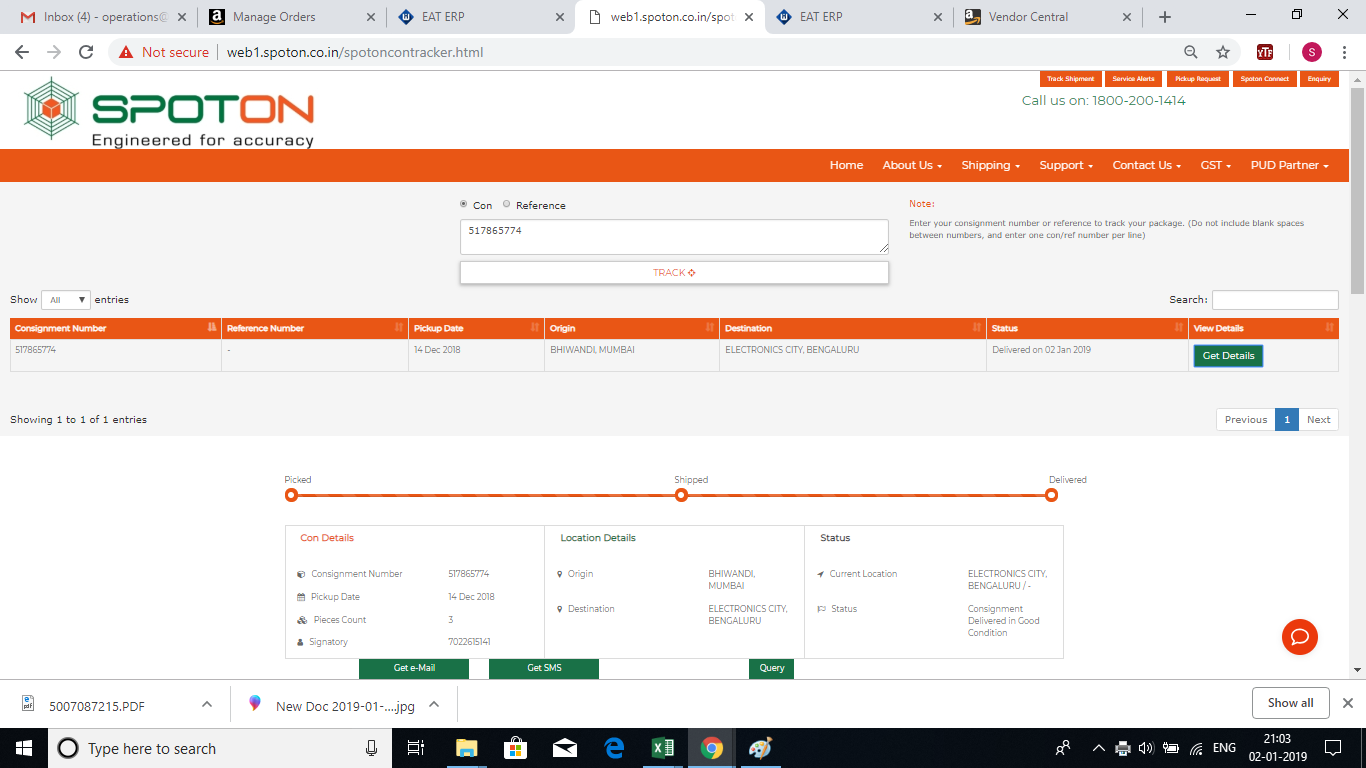 Inbox (4) - operations@
Manage Orders
EAT ERP
web1.spoton.co.in/spot
EAT ERP
Vendor Central
Not secure
web1.spoton.co.in/spotoncontracker.html
YTF
S
Track Shipment
Service Alerts
Pickup Request
Spoton Connect
Enquiry
SPOTON
Engineered for accuracy
Call us on: 1800-200-1414
Home About Us Shipping Support Contact Us GST PUD Partner
Con Reference
517865774
TRACK
Note:
Enter your consignment number or reference to track your package. (Do not include blank spaces
between numbers, and enter one con/ref number per line)
Show All entries
Search:
Consignment Number Reference Number Pickup Date Origin Destination Status View Details
517865774 - 14 Dec 2018 BHIWANDI, MUMBAI ELECTRONICS CITY, BENGALURU Delivered on 02 Jan 2019 Get Details
Showing 1 to 1 of 1 entries
Previous 1 Next
Picked Shipped Delivered
Con Details
Consignment Number 517865774
Pickup Date 14 Dec 2018
Pieces Count 3
Signatory 7022615141
Location Details
Origin BHIWANDI,
MUMBAI
Destination ELECTRONICS CITY,
BENGALURU
Status
Current Location ELECTRONICS CITY,
BENGALURU / -
Status Consignment
Delivered in Good
Condition
Get e-Mail Get SMS Query
5007087215.PDF
New Doc 2019-01-....jpg
Show all
Type here to search
ENG
21:03
02-01-2019